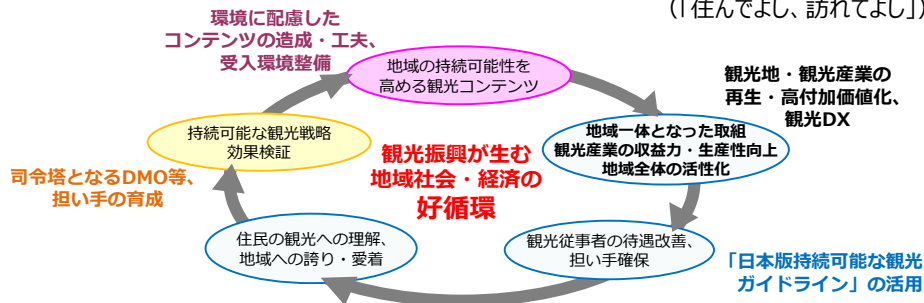 （「住んでよし、訪れてよし」）
環境に配慮した
コンテンツの造成・工夫、
受入環境整備
地域の持続可能性を
高める観光コンテンツ
観光地・観光産業の
再生・高付加価値化、
観光DX
地域一体となった取組
観光産業の収益力・生産性向上
地域全体の活性化
持続可能な観光戦略
効果検証
観光振興が生む
地域社会・経済の
好循環
司令塔となるDMO等、
担い手の育成
住民の観光への理解、
地域への誇り・愛着
観光従事者の待遇改善、
担い手確保
「日本版持続可能な観光
ガイドライン」の活用